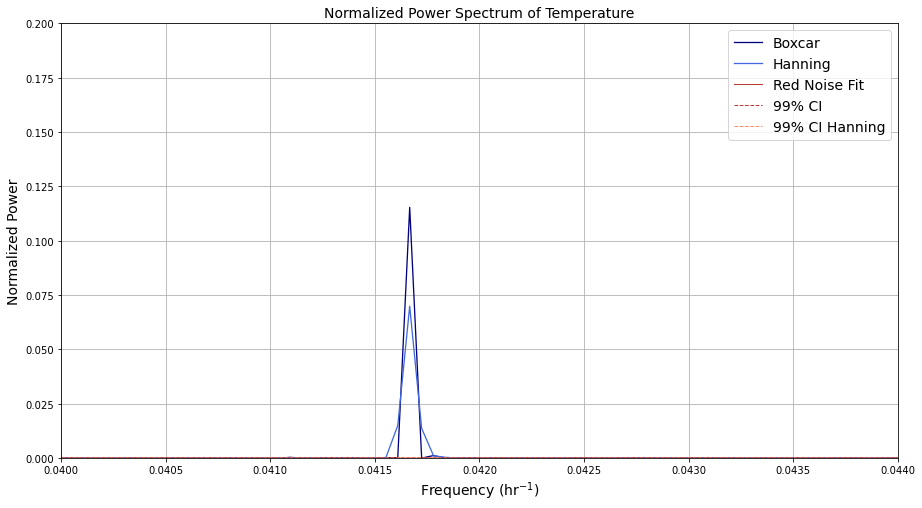 Normalized Power Spectrum of Temperature
Boxcar
Hanning
Red Noise Fit
99% CI
99% CI Hanning
Normalized Power
0.200
0.175
0.150
0.125
0.100
0.075
0.050
0.025
0.000
0.0400 0.0405 0.0410 0.0415 0.0420 0.0425 0.0430 0.0435 0.0440
Frequency (hr⁻¹)